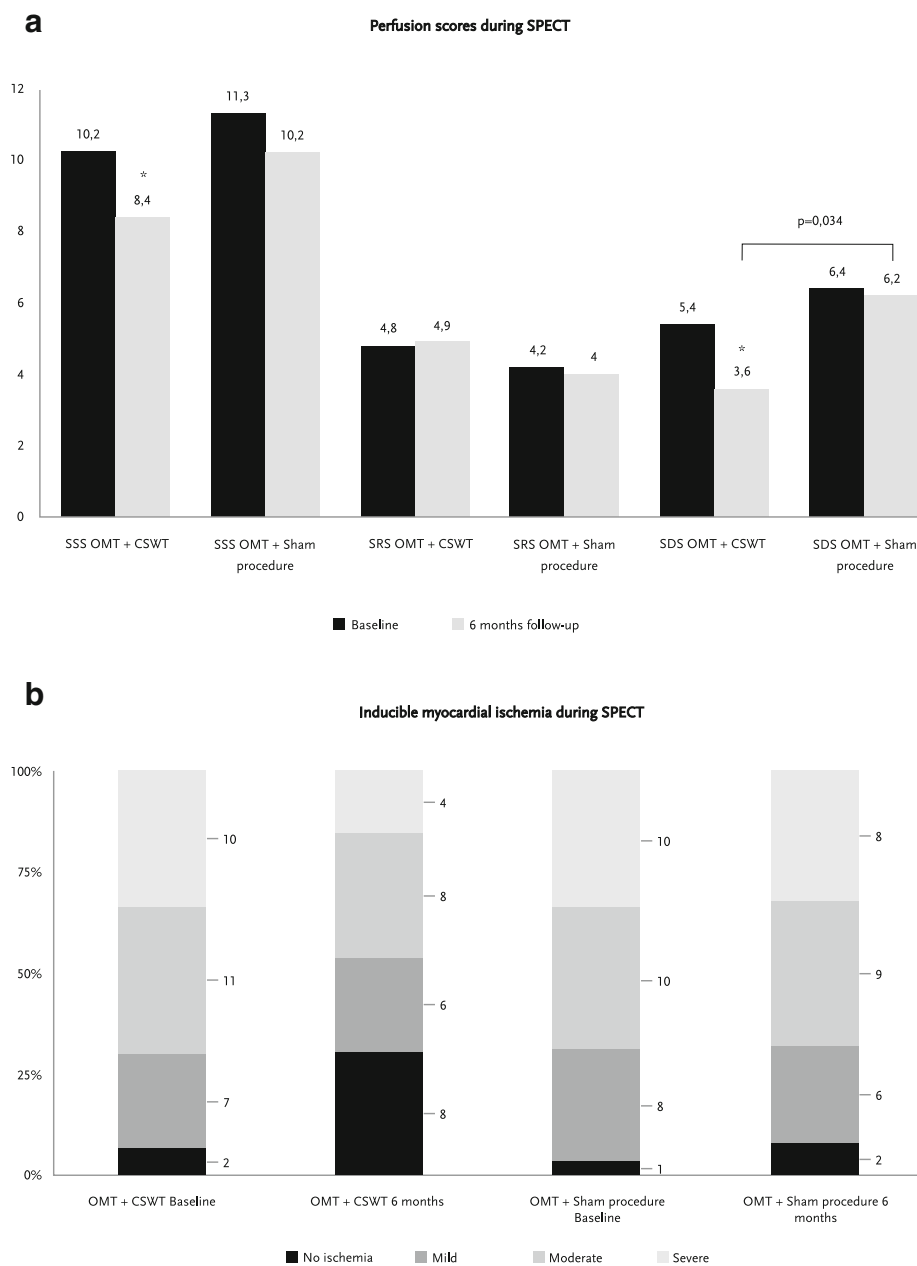 a
Perfusion scores during SPECT
12
10
8
6
4
2
0
10,2
*
8,4
11,3
10,2
4,8
4,9
4,2
4
5,4
*
3,6
p=0,034
6,4
6,2
SSS OMT + CSWT
SSS OMT + Sham
procedure
SRS OMT + CSWT
SRS OMT + Sham
procedure
SDS OMT + CSWT
SDS OMT + Sham
procedure
Baseline
6 months follow-up
b
Inducible myocardial ischemia during SPECT
100%
75%
50%
25%
0%
10
11
7
2
4
8
6
8
10
10
8
1
8
9
6
2
OMT + CSWT Baseline
OMT + CSWT 6 months
OMT + Sham procedure
Baseline
OMT + Sham procedure 6
months
No ischemia
Mild
Moderate
Severe